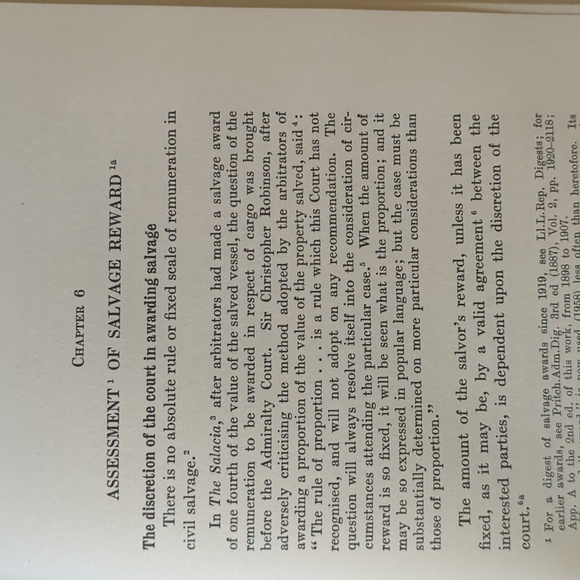 CHAPTER 6
ASSESSMENT ¹ OF SALVAGE REWARD ¹ᵃ
The discretion of the court in awarding salvage
There is no absolute rule or fixed scale of remuneration in
civil salvage.²
In The Salacia,³ after arbitrators had made a salvage award
of one fourth of the value of the salved vessel, the question of the
remuneration to be awarded in respect of cargo was brought
before the Admiralty Court. Sir Christopher Robinson, after
adversely criticising the method adopted by the arbitrators of
awarding a proportion of the value of the property salved, said ⁴:
“ The rule of proportion . . . is a rule which this Court has not
recognised, and will not adopt on any recommendation. The
question will always resolve itself into the consideration of cir-
cumstances attending the particular case.⁵ When the amount of
reward is so fixed, it will be seen what is the proportion; and it
may be so expressed in popular language; but the case must be
substantially determined on more particular considerations than
those of proportion.”
The amount of the salvor's reward, unless it has been
fixed, as it may be, by a valid agreement ⁶ between the
interested parties, is dependent upon the discretion of the
court.⁶ᵃ
¹ For a digest of salvage awards since 1919, see Ll.L.Rep. Digests; for
earlier awards, see Pritch.Adm.Dig. 3rd ed (1887), Vol. 2, pp. 1920–2118;
App. A to the 2nd ed. of this work, from 1898 to 1907.
now used (1958) less often than heretofore. Its